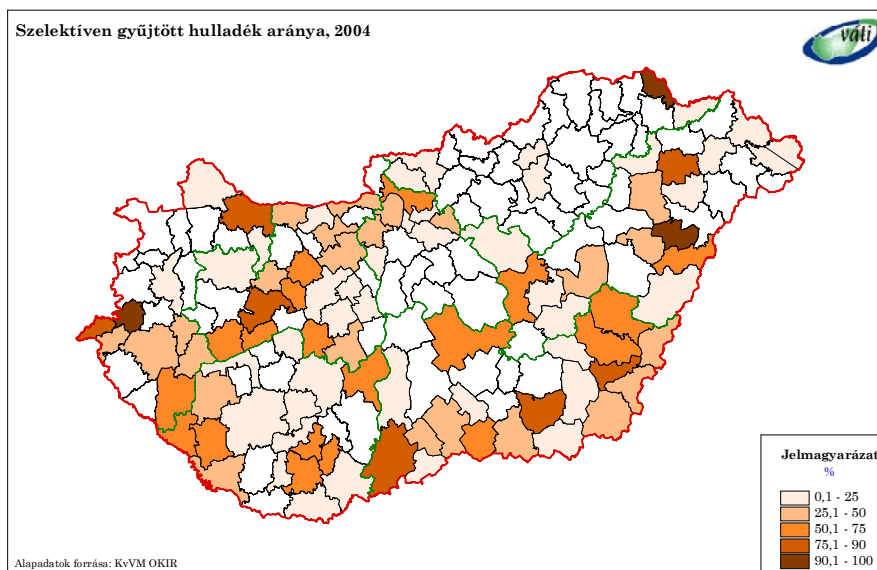 Szelektíven gyűjtött hulladék aránya, 2004
váti
Jelmagyarázat
%
0,1 - 25
25,1 - 50
50,1 - 75
75,1 - 90
90,1 - 100
Alapadatok forrása: KvVM OKIR